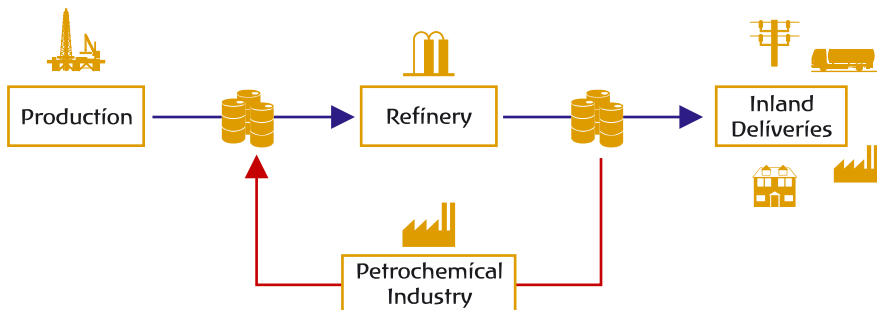 Production
Refinery
Inland
Deliveries
Petrochemical
Industry